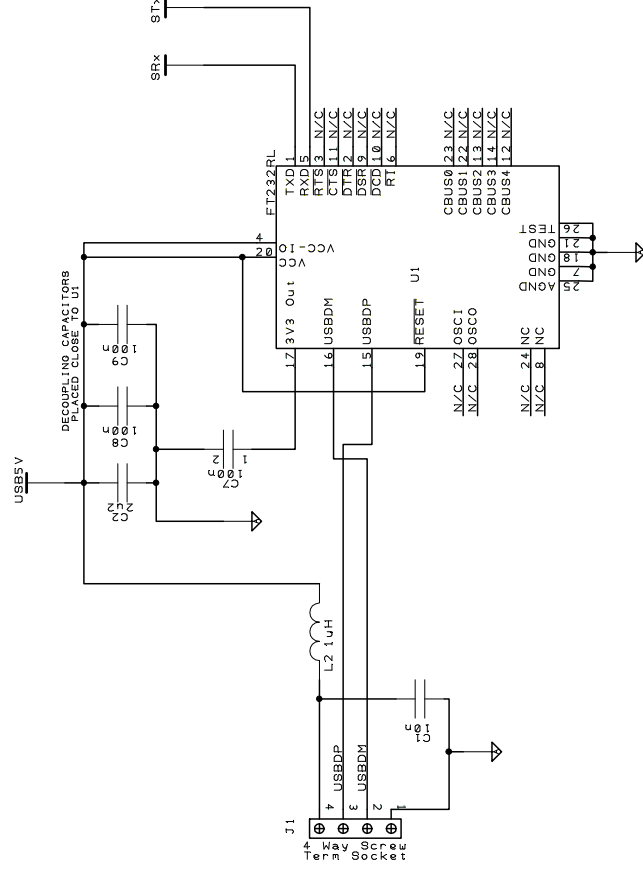 STx
SRx
FT232RL
TXD 1
RXD 5
RTS 3 N/C
CTS 11 N/C
DTR 2 N/C
DSR 9 N/C
DCD 10 N/C
RI 6 N/C
CBUS0 23 N/C
CBUS1 22 N/C
CBUS2 13 N/C
CBUS3 14 N/C
CBUS4 12 N/C
4 VCC-IO
20 VCC
TEST 26
GND 21
GND 18
GND 7
AGND 25
U1
17 3V3 Out
16 USBDM
15 USBDP
19 RESET
N/C 27 OSCI
N/C 28 OSCO
N/C 24 NC
N/C 8 NC
DECOUPLING CAPACITORS
PLACED CLOSE TO U1
C9
100n
C8
100n
C2
2u2
USB5V
C7
100n
1
2
L2 1uH
C1
10n
USBDP
USBDM
4
3
2
1
J1
4 Way Screw
Term Socket